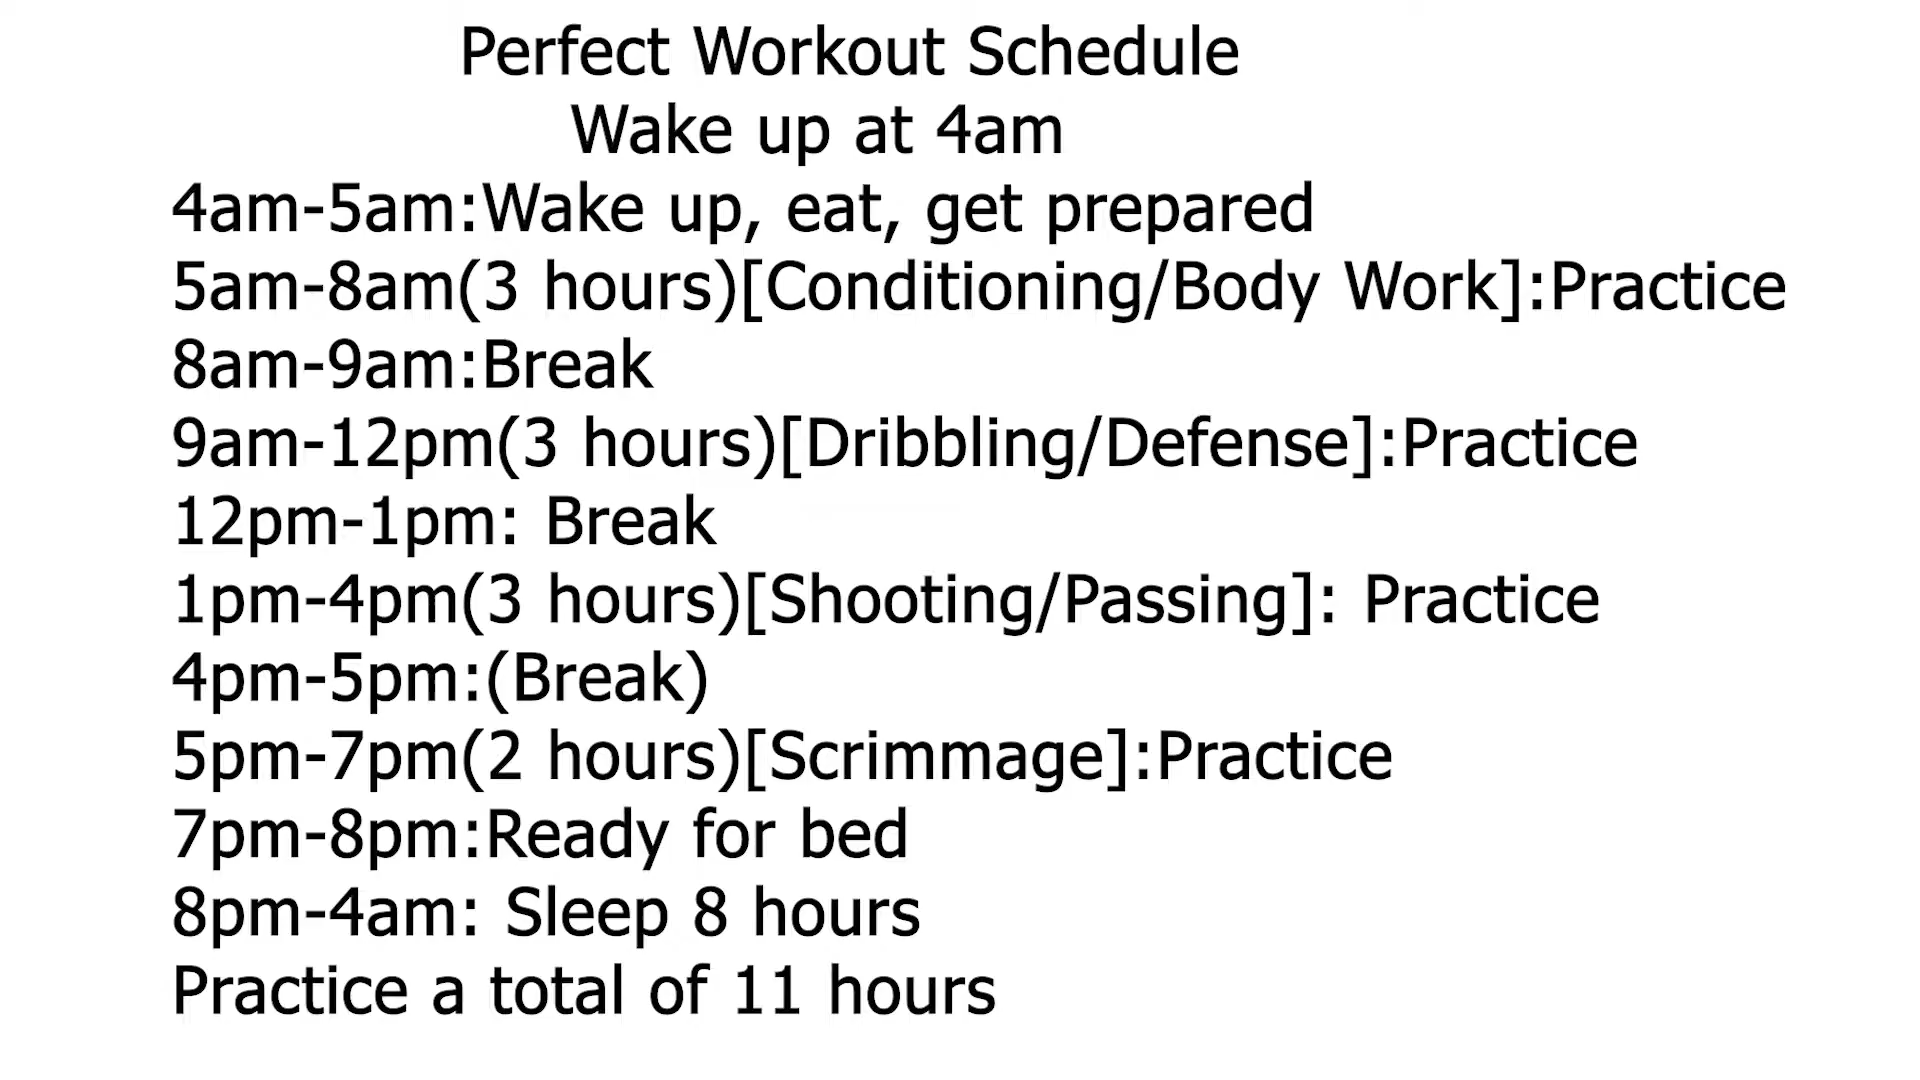 Perfect Workout Schedule
Wake up at 4am
4am-5am:Wake up, eat, get prepared
5am-8am(3 hours)[Conditioning/Body Work]:Practice
8am-9am:Break
9am-12pm(3 hours)[Dribbling/Defense]:Practice
12pm-1pm: Break
1pm-4pm(3 hours)[Shooting/Passing]: Practice
4pm-5pm:(Break)
5pm-7pm(2 hours)[Scrimmage]:Practice
7pm-8pm:Ready for bed
8pm-4am: Sleep 8 hours
Practice a total of 11 hours